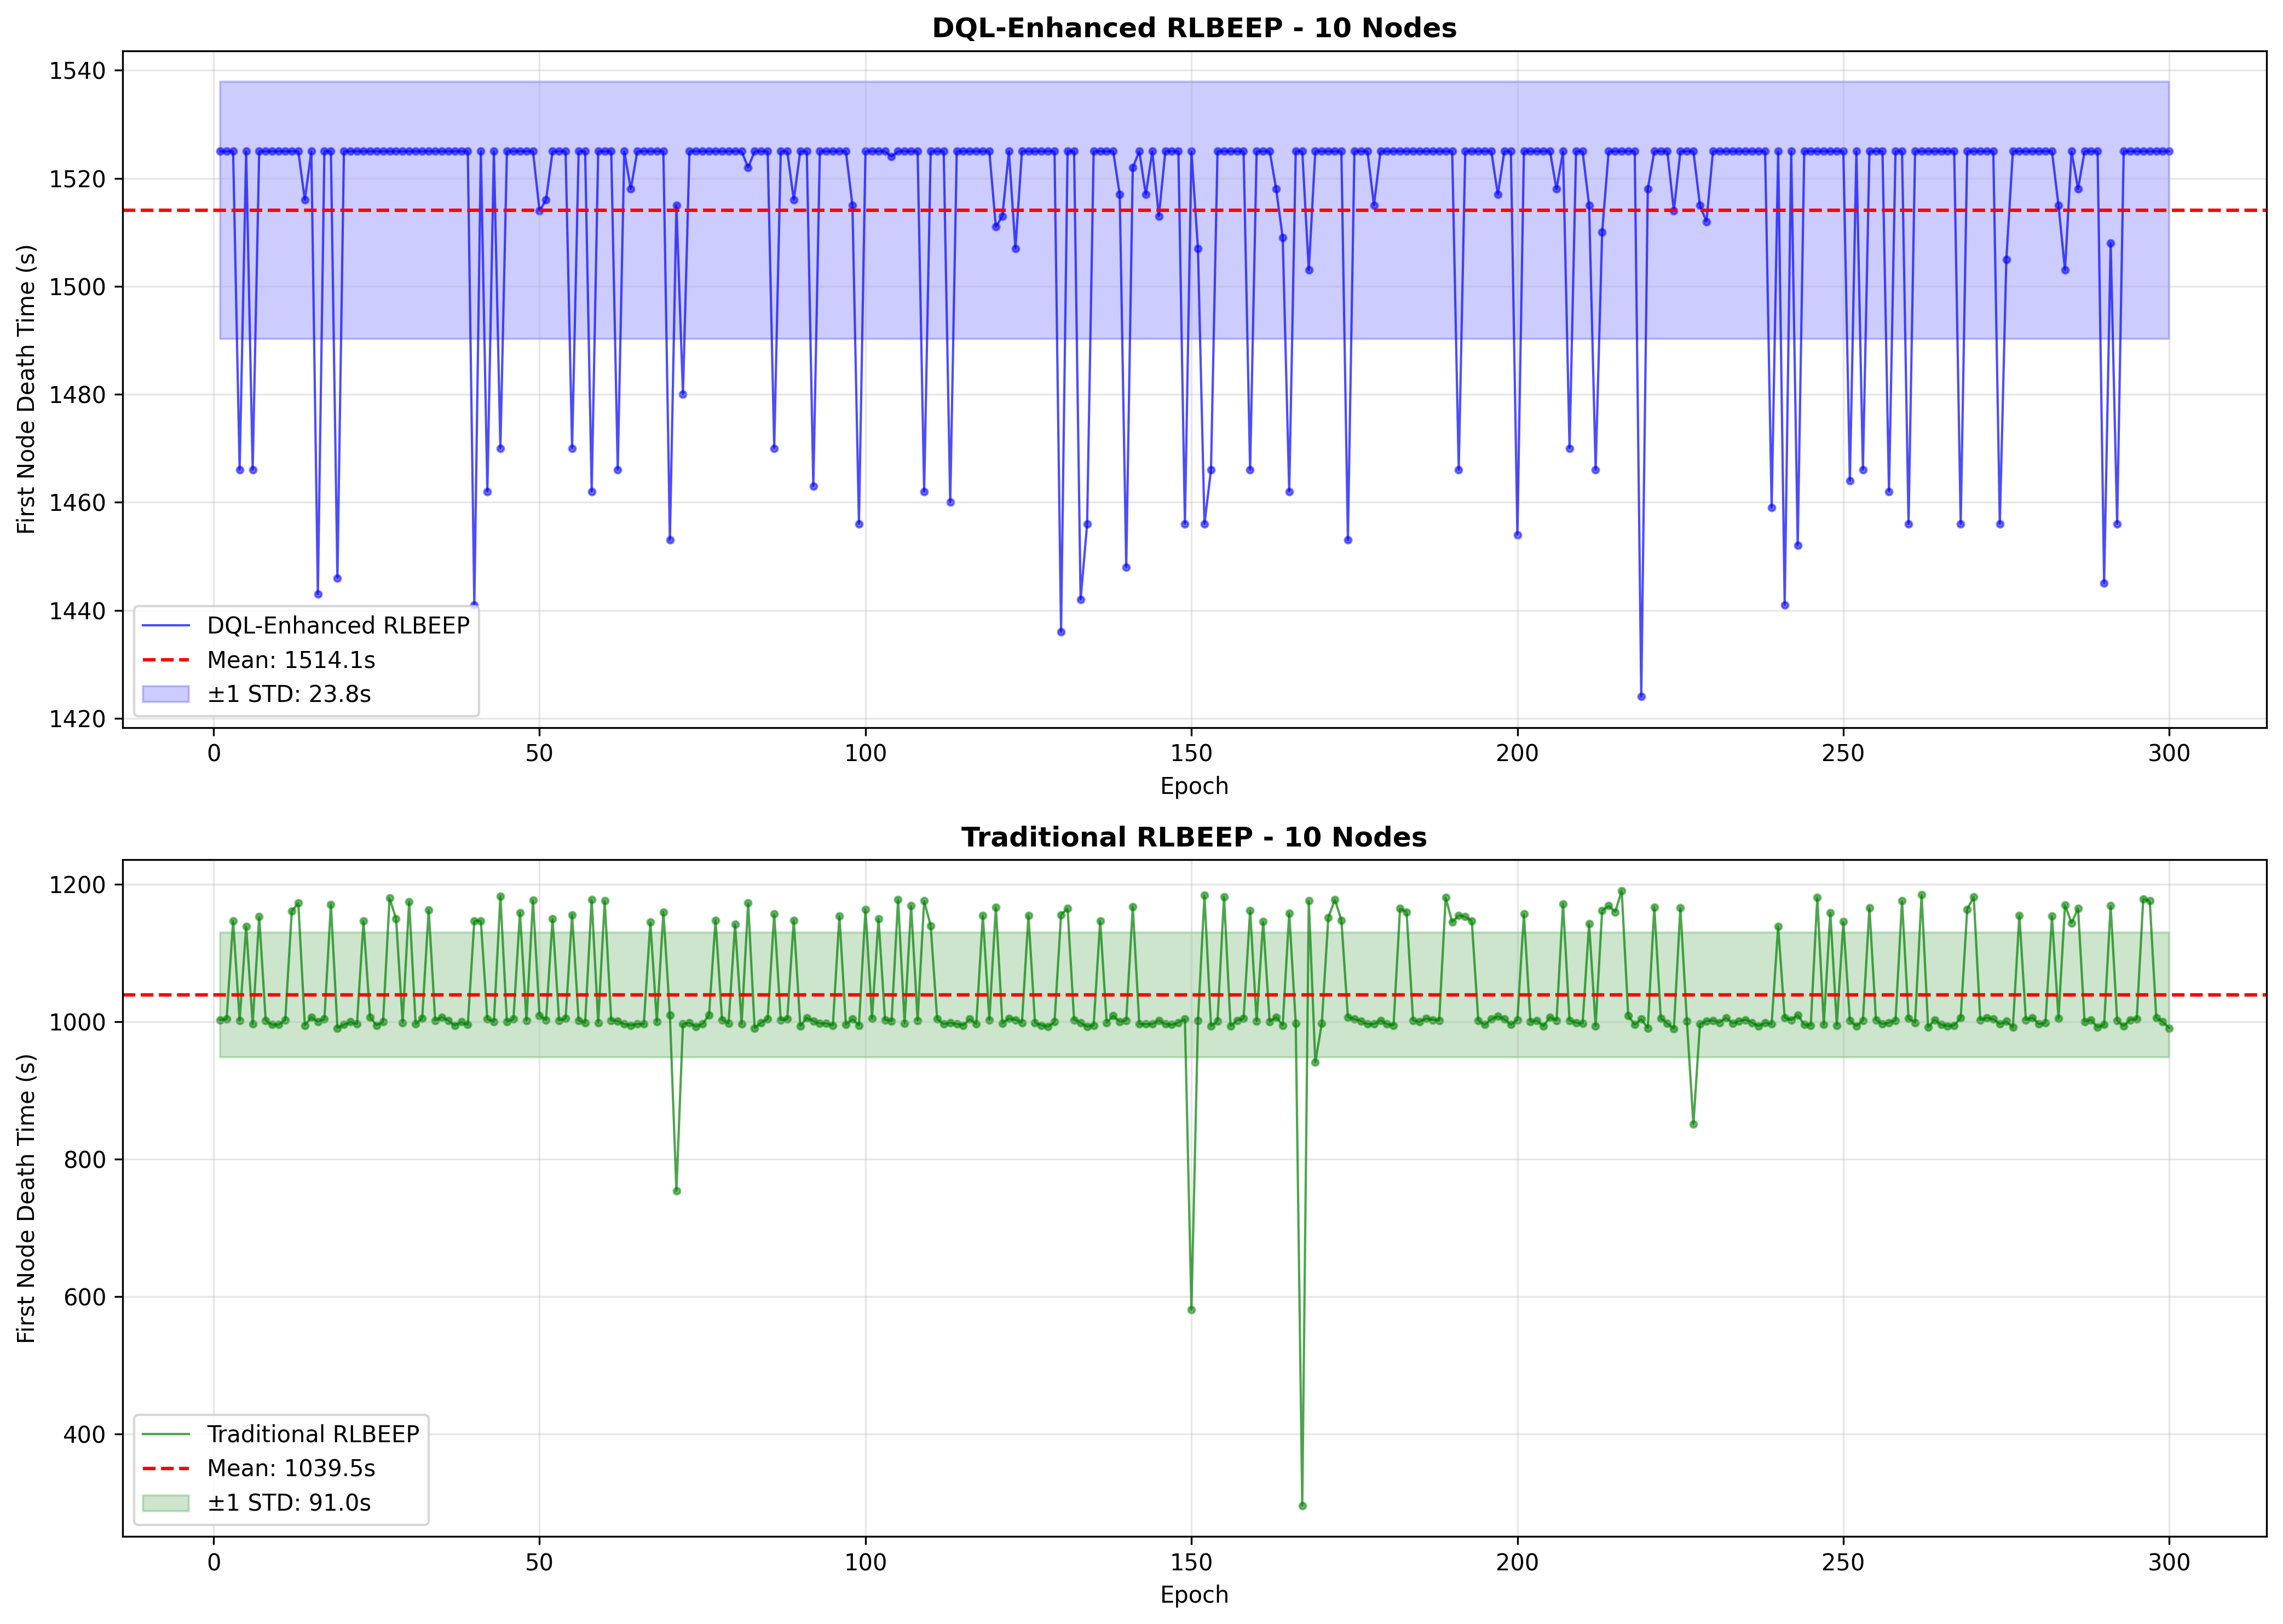 DQL-Enhanced RLBEEP - 10 Nodes
First Node Death Time (s)
1540
1520
1500
1480
1460
1440
1420
DQL-Enhanced RLBEEP
Mean: 1514.1s
±1 STD: 23.8s
0 50 100 150 200 250 300
Epoch
Traditional RLBEEP - 10 Nodes
First Node Death Time (s)
1200
1000
800
600
400
Traditional RLBEEP
Mean: 1039.5s
±1 STD: 91.0s
0 50 100 150 200 250 300
Epoch